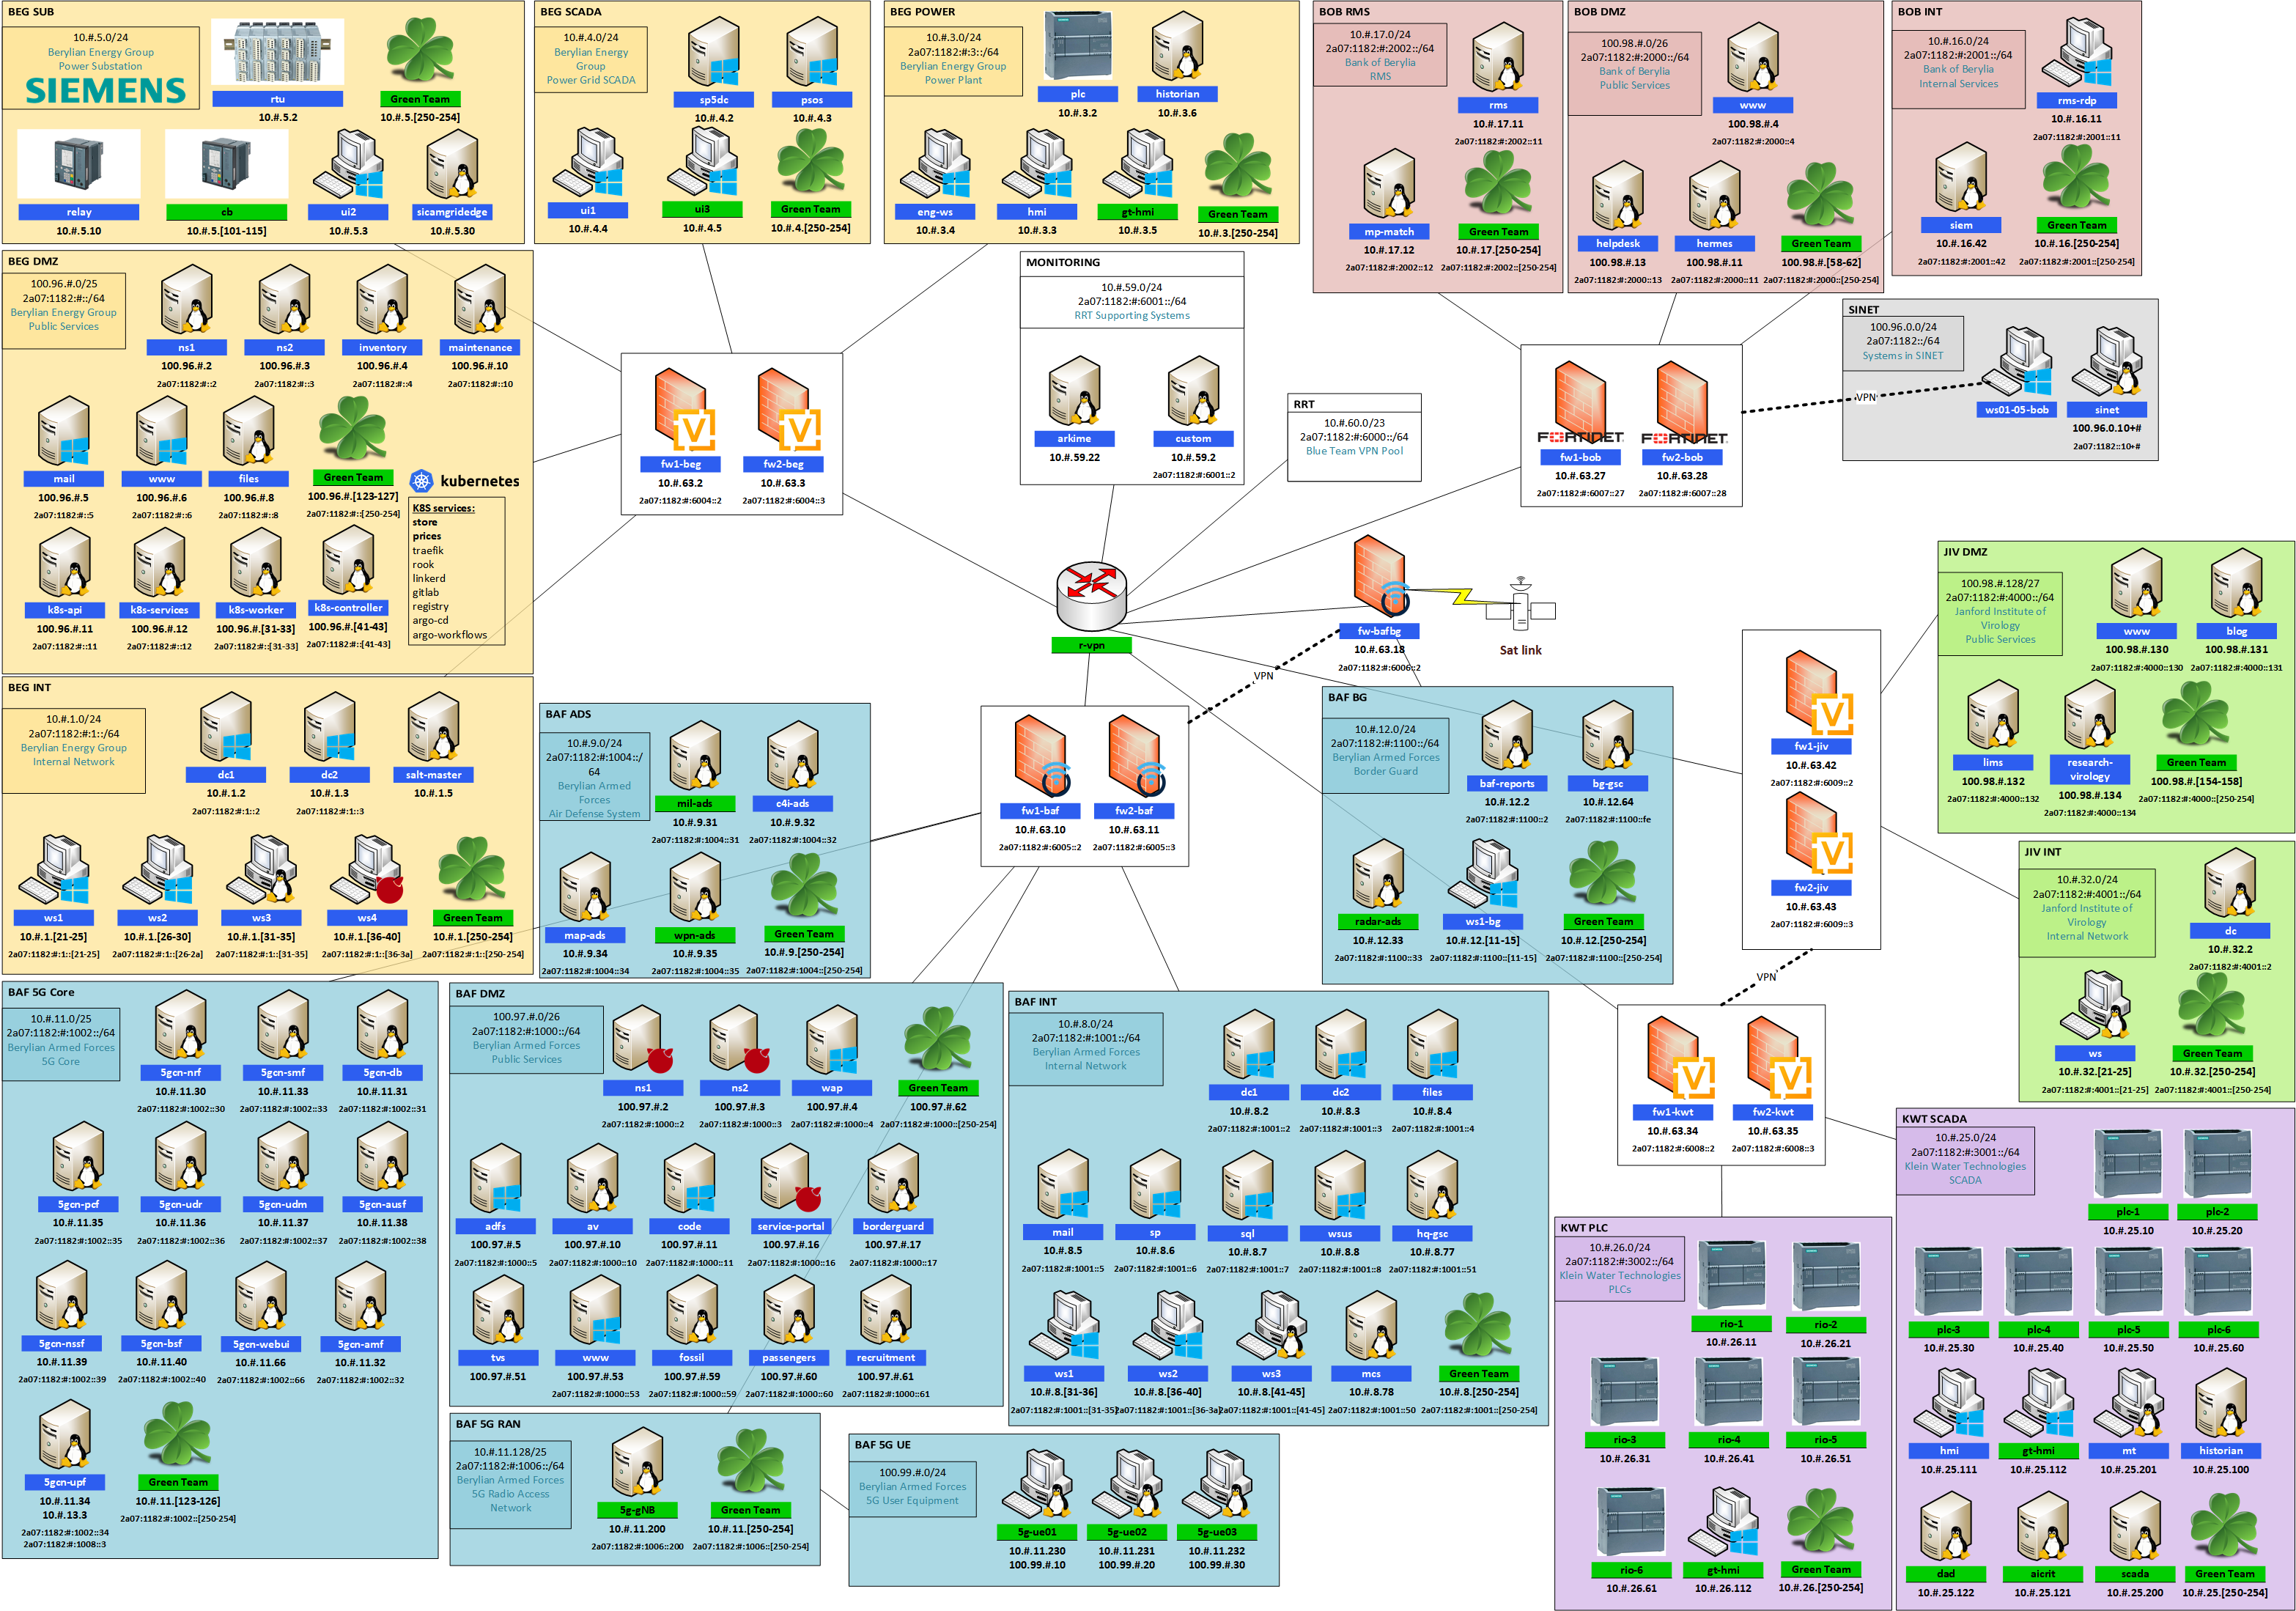 BEG SUB
10.#.5.0/24
Berylian Energy Group
Power Substation
SIEMENS
rtu
10.#.5.2
Green Team
10.#.5.[250-254]
relay
10.#.5.10
cb
10.#.5.[101-115]
ui2
10.#.5.3
sicamgridedge
10.#.5.30
BEG SCADA
10.#.4.0/24
Berylian Energy
Group
Power Grid SCADA
sp5dc
10.#.4.2
psos
10.#.4.3
ui1
10.#.4.4
ui3
10.#.4.5
Green Team
10.#.4.[250-254]
BEG POWER
10.#.3.0/24
2a07:1182:#:3::/64
Berylian Energy Group
Power Plant
plc
10.#.3.2
historian
10.#.3.6
eng-ws
10.#.3.4
hmi
10.#.3.3
gt-hmi
10.#.3.5
Green Team
10.#.3.[250-254]
BOB RMS
10.#.17.0/24
2a07:1182:#:2002::/64
Bank of Berylia
RMS
rms
10.#.17.11
2a07:1182:#:2002::11
mp-match
10.#.17.12
2a07:1182:#:2002::12
Green Team
10.#.17.[250-254]
2a07:1182:#:2002::[250-254]
BOB DMZ
100.98.#.0/26
2a07:1182:#:2000::/64
Bank of Berylia
Public Services
www
100.98.#.4
2a07:1182:#:2000::4
helpdesk
100.98.#.13
2a07:1182:#:2000::13
hermes
100.98.#.11
2a07:1182:#:2000::11
Green Team
100.98.#.[58-62]
2a07:1182:#:2000::[250-254]
BOB INT
10.#.16.0/24
2a07:1182:#:2001::/64
Bank of Berylia
Internal Services
rms-rdp
10.#.16.11
2a07:1182:#:2001::11
siem
10.#.16.42
2a07:1182:#:2001::42
Green Team
10.#.16.[250-254]
2a07:1182:#:2001::[250-254]
BEG DMZ
100.96.#.0/25
2a07:1182:#::/64
Berylian Energy Group
Public Services
ns1
100.96.#.2
2a07:1182:#::2
ns2
100.96.#.3
2a07:1182:#::3
inventory
100.96.#.4
2a07:1182:#::4
maintenance
100.96.#.10
2a07:1182:#::10
mail
100.96.#.5
2a07:1182:#::5
www
100.96.#.6
2a07:1182:#::6
files
100.96.#.8
2a07:1182:#::8
Green Team
100.96.#.[123-127]
2a07:1182:#::[250-254]
kubernetes
K8S services:
store
prices
traefik
rook
linkerd
gitlab
registry
argo-cd
argo-workflows
k8s-api
100.96.#.11
2a07:1182:#::11
k8s-services
100.96.#.12
2a07:1182:#::12
k8s-worker
100.96.#.[31-33]
2a07:1182:#::[31-33]
k8s-controller
100.96.#.[41-43]
2a07:1182:#::[41-43]
fw1-beg
10.#.63.2
2a07:1182:#:6004::2
fw2-beg
10.#.63.3
2a07:1182:#:6004::3
MONITORING
10.#.59.0/24
2a07:1182:#:6001::/64
RRT Supporting Systems
arkime
10.#.59.22
custom
10.#.59.2
2a07:1182:#:6001::2
RRT
10.#.60.0/23
2a07:1182:#:6000::/64
Blue Team VPN Pool
FORTINET
fw1-bob
10.#.63.27
2a07:1182:#:6007::27
FORTINET
fw2-bob
10.#.63.28
2a07:1182:#:6007::28
VPN
SINET
100.96.0.0/24
2a07:1182::/64
Systems in SINET
ws01-05-bob
sinet
100.96.0.10+#
2a07:1182::10+#
r-vpn
fw-bafbg
10.#.63.18
2a07:1182:#:6006::2
Sat link
VPN
JIV DMZ
100.98.#.128/27
2a07:1182:#:4000::/64
Janford Institute of
Virology
Public Services
www
100.98.#.130
2a07:1182:#:4000::130
blog
100.98.#.131
2a07:1182:#:4000::131
lims
100.98.#.132
2a07:1182:#:4000::132
research-
virology
100.98.#.134
2a07:1182:#:4000::134
Green Team
100.98.#.[154-158]
2a07:1182:#:4000::[250-254]
BEG INT
10.#.1.0/24
2a07:1182:#:1::/64
Berylian Energy Group
Internal Network
dc1
10.#.1.2
2a07:1182:#:1::2
dc2
10.#.1.3
2a07:1182:#:1::3
salt-master
10.#.1.5
ws1
10.#.1.[21-25]
2a07:1182:#:1::[21-25]
ws2
10.#.1.[26-30]
2a07:1182:#:1::[26-2a]
ws3
10.#.1.[31-35]
2a07:1182:#:1::[31-35]
ws4
10.#.1.[36-40]
2a07:1182:#:1::[36-3a]
Green Team
10.#.1.[250-254]
2a07:1182:#:1::[250-254]
BAF ADS
10.#.9.0/24
2a07:1182:#:1004::/
64
Berylian Armed
Forces
Air Defense System
mil-ads
10.#.9.31
2a07:1182:#:1004::31
c4i-ads
10.#.9.32
2a07:1182:#:1004::32
map-ads
10.#.9.34
2a07:1182:#:1004::34
wpn-ads
10.#.9.35
2a07:1182:#:1004::35
Green Team
10.#.9.[250-254]
2a07:1182:#:1004::[250-254]
fw1-baf
10.#.63.10
2a07:1182:#:6005::2
fw2-baf
10.#.63.11
2a07:1182:#:6005::3
BAF BG
10.#.12.0/24
2a07:1182:#:1100::/64
Berylian Armed Forces
Border Guard
baf-reports
10.#.12.2
2a07:1182:#:1100::2
bg-gsc
10.#.12.64
2a07:1182:#:1100::fe
radar-ads
10.#.12.33
2a07:1182:#:1100::33
ws1-bg
10.#.12.[11-15]
2a07:1182:#:1100::[11-15]
Green Team
10.#.12.[250-254]
2a07:1182:#:1100::[250-254]
fw1-jiv
10.#.63.42
2a07:1182:#:6009::2
fw2-jiv
10.#.63.43
2a07:1182:#:6009::3
VPN
JIV INT
10.#.32.0/24
2a07:1182:#:4001::/64
Janford Institute of
Virology
Internal Network
dc
10.#.32.2
2a07:1182:#:4001::2
ws
10.#.32.[21-25]
2a07:1182:#:4001::[21-25]
Green Team
10.#.32.[250-254]
2a07:1182:#:4001::[250-254]
BAF 5G Core
10.#.11.0/25
2a07:1182:#:1002::/64
Berylian Armed Forces
5G Core
5gcn-nrf
10.#.11.30
2a07:1182:#:1002::30
5gcn-smf
10.#.11.33
2a07:1182:#:1002::33
5gcn-db
10.#.11.31
2a07:1182:#:1002::31
5gcn-pcf
10.#.11.35
2a07:1182:#:1002::35
5gcn-udr
10.#.11.36
2a07:1182:#:1002::36
5gcn-udm
10.#.11.37
2a07:1182:#:1002::37
5gcn-ausf
10.#.11.38
2a07:1182:#:1002::38
5gcn-nssf
10.#.11.39
2a07:1182:#:1002::39
5gcn-bsf
10.#.11.40
2a07:1182:#:1002::40
5gcn-webui
10.#.11.66
2a07:1182:#:1002::66
5gcn-amf
10.#.11.32
2a07:1182:#:1002::32
5gcn-upf
10.#.11.34
10.#.13.3
2a07:1182:#:1002::34
2a07:1182:#:1008::3
Green Team
10.#.11.[123-126]
2a07:1182:#:1002::[250-254]
BAF DMZ
100.97.#.0/26
2a07:1182:#:1000::/64
Berylian Armed Forces
Public Services
ns1
100.97.#.2
2a07:1182:#:1000::2
ns2
100.97.#.3
2a07:1182:#:1000::3
wap
100.97.#.4
2a07:1182:#:1000::4
Green Team
100.97.#.62
2a07:1182:#:1000::[250-254]
adfs
100.97.#.5
2a07:1182:#:1000::5
av
100.97.#.10
2a07:1182:#:1000::10
code
100.97.#.11
2a07:1182:#:1000::11
service-portal
100.97.#.16
2a07:1182:#:1000::16
borderguard
100.97.#.17
2a07:1182:#:1000::17
tvs
100.97.#.51
www
100.97.#.53
2a07:1182:#:1000::53
fossil
100.97.#.59
2a07:1182:#:1000::59
passengers
100.97.#.60
2a07:1182:#:1000::60
recruitment
100.97.#.61
2a07:1182:#:1000::61
BAF INT
10.#.8.0/24
2a07:1182:#:1001::/64
Berylian Armed Forces
Internal Network
dc1
10.#.8.2
2a07:1182:#:1001::2
dc2
10.#.8.3
2a07:1182:#:1001::3
files
10.#.8.4
2a07:1182:#:1001::4
mail
10.#.8.5
2a07:1182:#:1001::5
sp
10.#.8.6
2a07:1182:#:1001::6
sql
10.#.8.7
2a07:1182:#:1001::7
wsus
10.#.8.8
2a07:1182:#:1001::8
hq-gsc
10.#.8.77
2a07:1182:#:1001::51
ws1
10.#.8.[31-36]
2a07:1182:#:1001::[31-35]
ws2
10.#.8.[36-40]
2a07:1182:#:1001::[36-3a]
ws3
10.#.8.[41-45]
2a07:1182:#:1001::[41-45]
mcs
10.#.8.78
2a07:1182:#:1001::50
Green Team
10.#.8.[250-254]
2a07:1182:#:1001::[250-254]
fw1-kwt
10.#.63.34
2a07:1182:#:6008::2
fw2-kwt
10.#.63.35
2a07:1182:#:6008::3
KWT SCADA
10.#.25.0/24
2a07:1182:#:3001::/64
Klein Water Technologies
SCADA
plc-1
10.#.25.10
plc-2
10.#.25.20
plc-3
10.#.25.30
plc-4
10.#.25.40
plc-5
10.#.25.50
plc-6
10.#.25.60
hmi
10.#.25.111
gt-hmi
10.#.25.112
mt
10.#.25.201
historian
10.#.25.100
dad
10.#.25.122
aicrit
10.#.25.121
scada
10.#.25.200
Green Team
10.#.25.[250-254]
KWT PLC
10.#.26.0/24
2a07:1182:#:3002::/64
Klein Water Technologies
PLCs
rio-1
10.#.26.11
rio-2
10.#.26.21
rio-3
10.#.26.31
rio-4
10.#.26.41
rio-5
10.#.26.51
rio-6
10.#.26.61
gt-hmi
10.#.26.112
Green Team
10.#.26.[250-254]
BAF 5G RAN
10.#.11.128/25
2a07:1182:#:1006::/64
Berylian Armed Forces
5G Radio Access
Network
5g-gNB
10.#.11.200
2a07:1182:#:1006::200
Green Team
10.#.11.[250-254]
2a07:1182:#:1006::[250-254]
BAF 5G UE
100.99.#.0/24
Berylian Armed Forces
5G User Equipment
5g-ue01
10.#.11.230
100.99.#.10
5g-ue02
10.#.11.231
100.99.#.20
5g-ue03
10.#.11.232
100.99.#.30